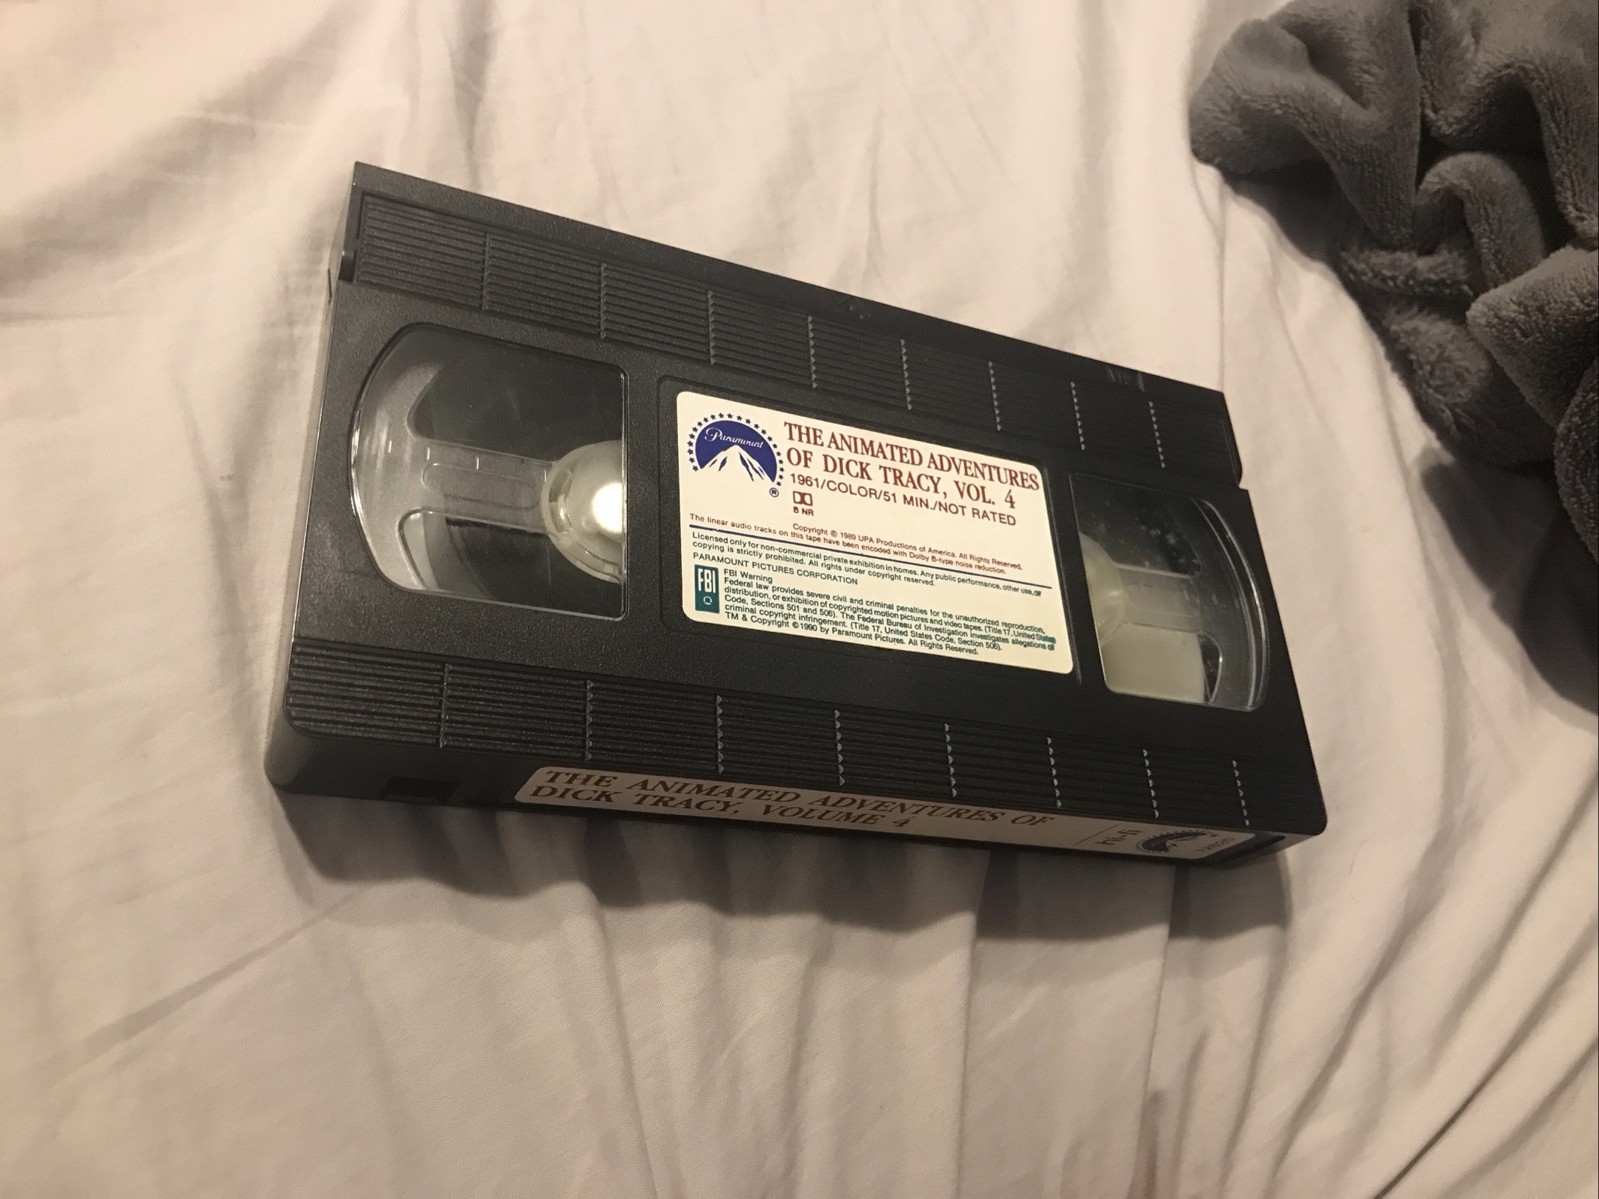 Paramount
®
THE ANIMATED ADVENTURES
OF DICK TRACY, VOL. 4
1961/COLOR/51 MIN./NOT RATED
B NR
Copyright © 1989 UPA Productions of America. All Rights Reserved.
The linear audio tracks on this tape have been encoded with Dolby B-type noise reduction.
Licensed only for non-commercial private exhibition in homes. Any public performance, other use, or
copying is strictly prohibited. All rights under copyright reserved.
PARAMOUNT PICTURES CORPORATION
FBI
FBI Warning
Federal law provides severe civil and criminal penalties for the unauthorized reproduction,
distribution, or exhibition of copyrighted motion pictures and video tapes. (Title 17, United States
Code, Sections 501 and 506). The Federal Bureau of Investigation investigates allegations of
criminal copyright infringement. (Title 17, United States Code, Section 506).
TM & Copyright © 1990 by Paramount Pictures. All Rights Reserved.
THE ANIMATED ADVENTURES OF
DICK TRACY, VOLUME 4
Hi-fi